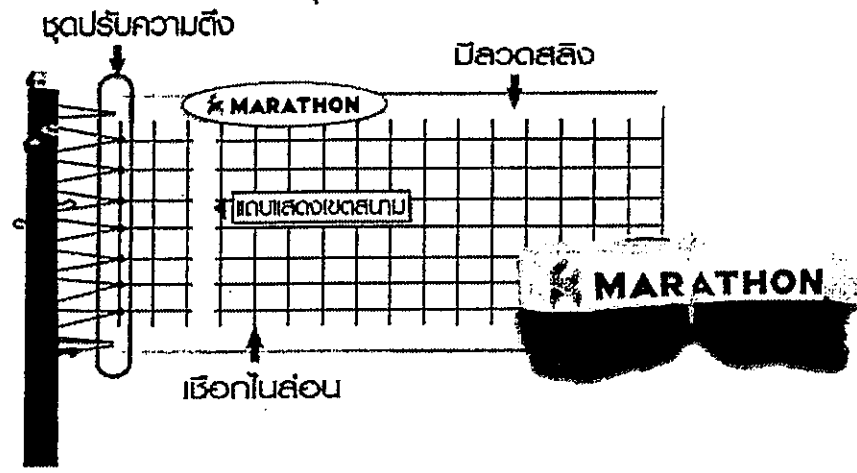 ชุดปรับความตึง
มีลวดสลิง
MARATHON
แถบแสดงเขตสนาม
MARATHON
เชือกไนล่อน